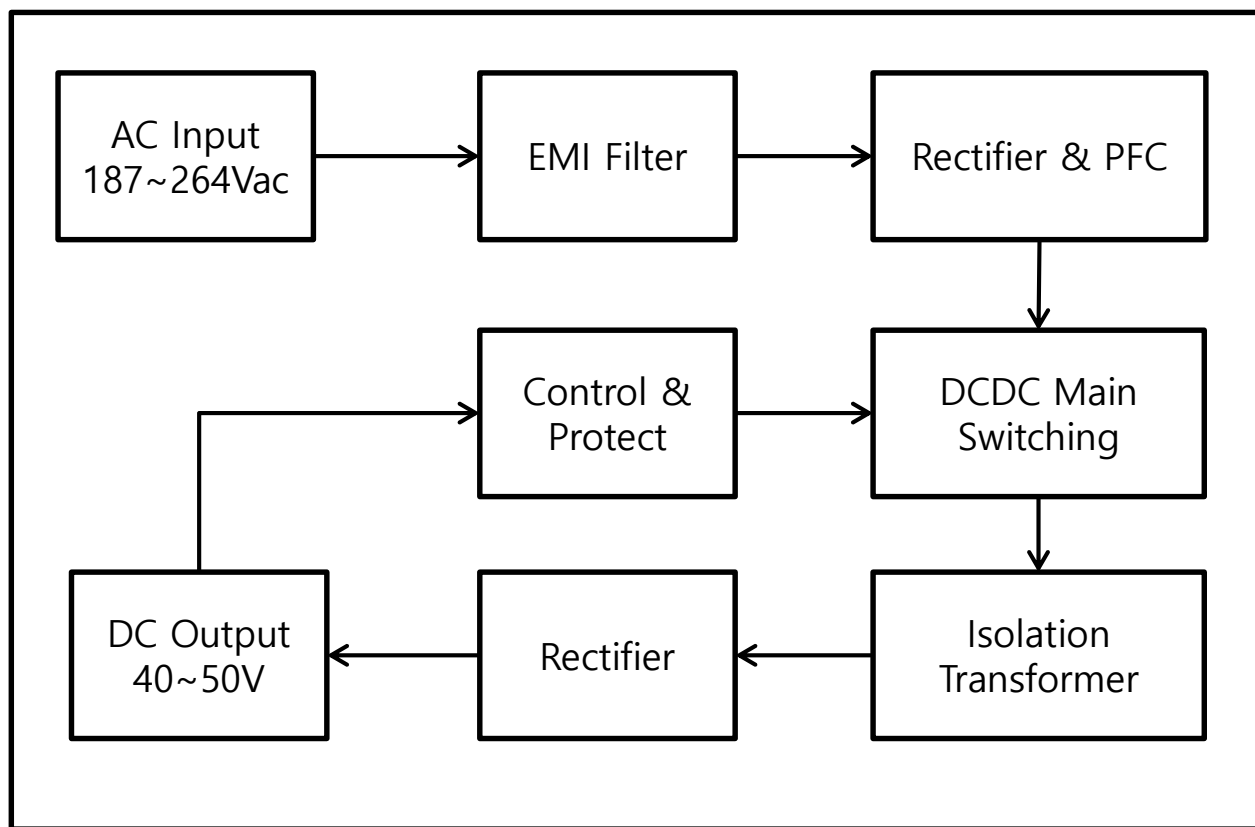 AC Input
187~264Vac
EMI Filter
Rectifier & PFC
Control &
Protect
DCDC Main
Switching
DC Output
40~50V
Rectifier
Isolation
Transformer